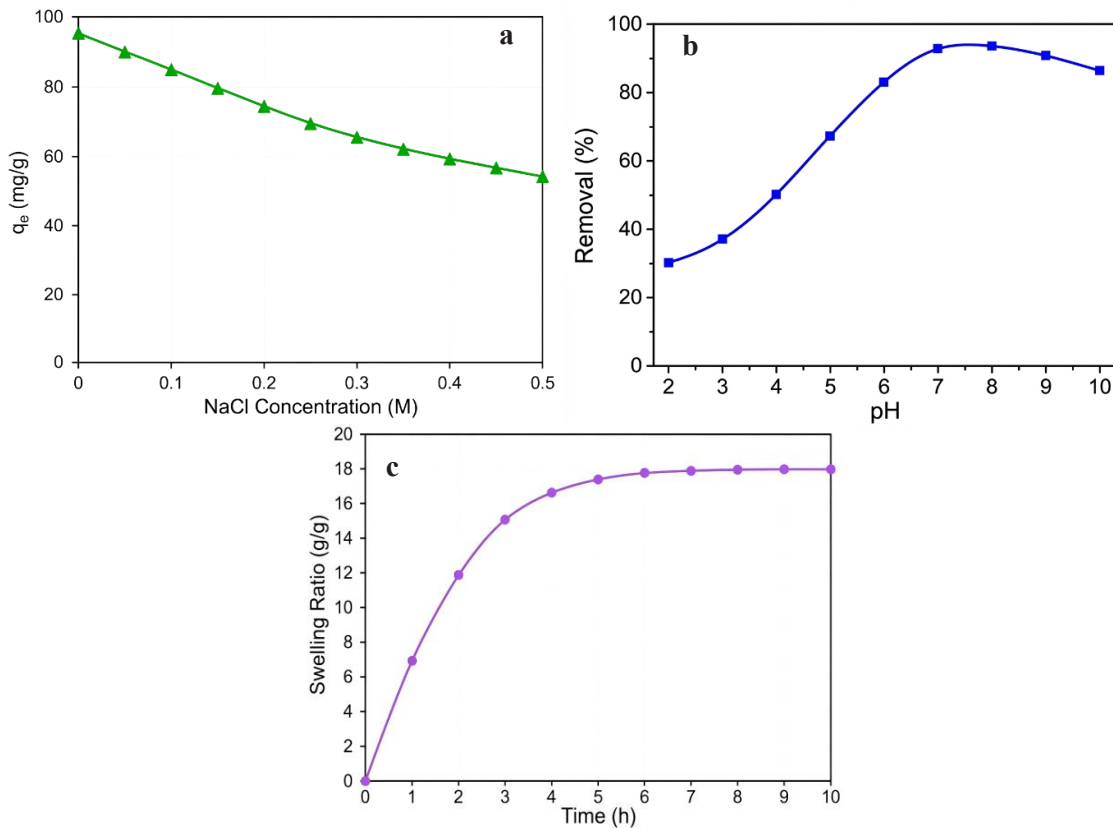 a
100
80
60
40
20
0
qₑ (mg/g)
0 0.1 0.2 0.3 0.4 0.5
NaCl Concentration (M)
b
100
80
60
40
20
0
Removal (%)
2 3 4 5 6 7 8 9 10
pH
c
20
18
16
14
12
10
8
6
4
2
0
Swelling Ratio (g/g)
0 1 2 3 4 5 6 7 8 9 10
Time (h)